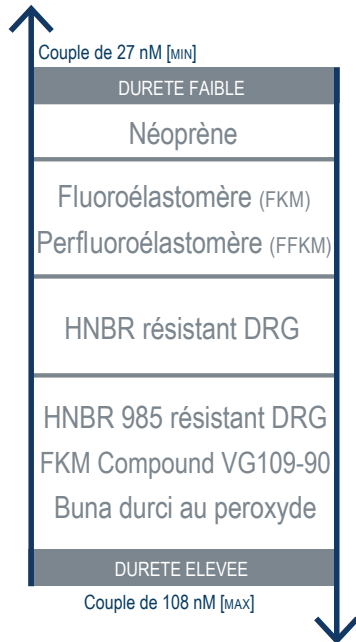 Couple de 27 nM [MIN]
DURETE FAIBLE
Néoprène
Fluoroélastomère (FKM)
Perfluoroélastomère (FFKM)
HNBR résistant DRG
HNBR 985 résistant DRG
FKM Compound VG109-90
Buna durci au peroxyde
DURETE ELEVEE
Couple de 108 nM [MAX]